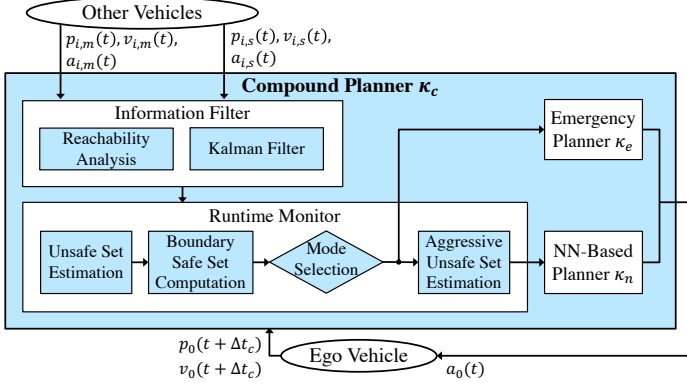 Other Vehicles
p_{i,m}(t), v_{i,m}(t),
a_{i,m}(t)
p_{i,s}(t), v_{i,s}(t),
a_{i,s}(t)
Compound Planner κ_c
Information Filter
Reachability
Analysis
Kalman Filter
Emergency
Planner κ_e
Runtime Monitor
Unsafe Set
Estimation
Boundary
Safe Set
Computation
Mode
Selection
Aggressive
Unsafe Set
Estimation
NN-Based
Planner κ_n
p_0(t + Δt_c)
v_0(t + Δt_c)
Ego Vehicle
a_0(t)